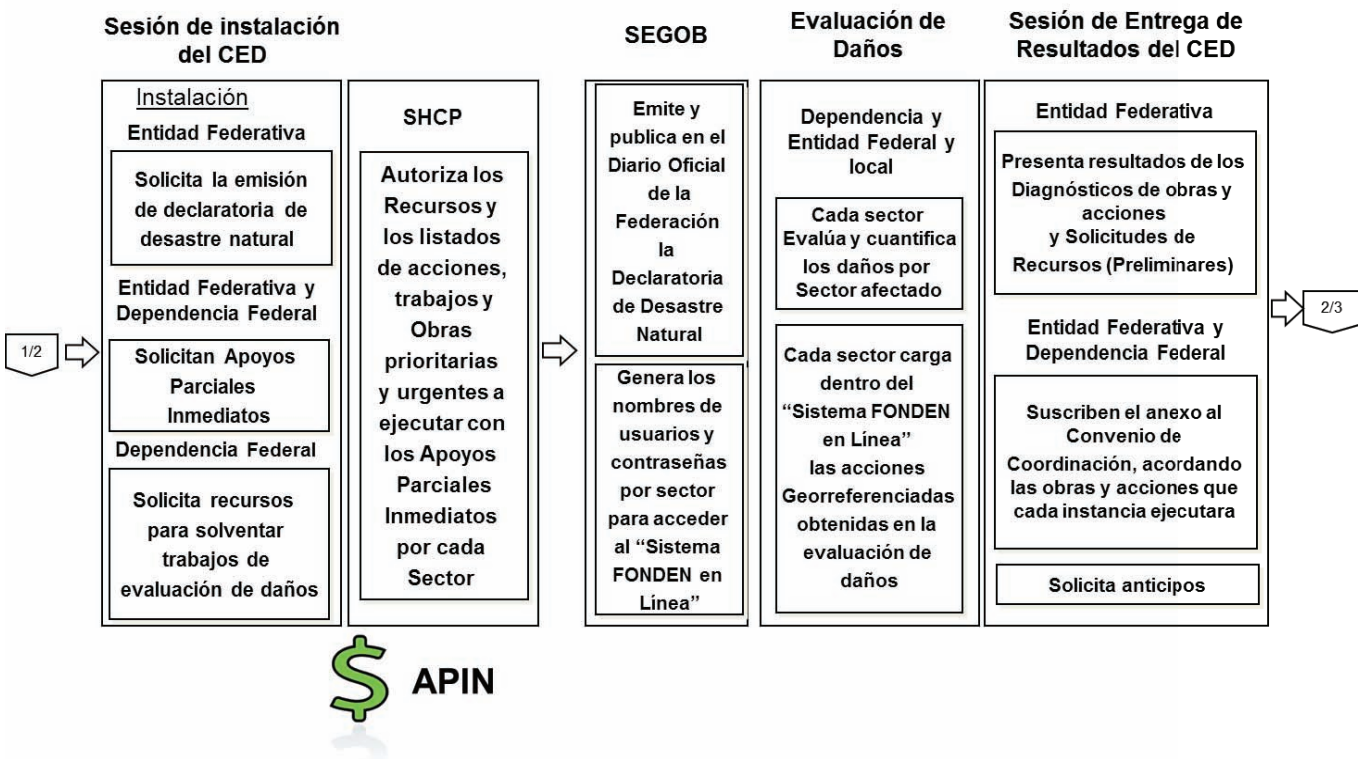 1/2
Sesión de instalación
del CED
Instalación
Entidad Federativa
Solicita la emisión
de declaratoria de
desastre natural
Entidad Federativa y
Dependencia Federal
Solicitan Apoyos
Parciales
Inmediatos
Dependencia Federal
Solicita recursos
para solventar
trabajos de
evaluación de daños
SHCP
Autoriza los
Recursos y
los listados
de acciones,
trabajos y
Obras
prioritarias
y urgentes a
ejecutar con
los Apoyos
Parciales
Inmediatos
por cada
Sector
$ APIN
SEGOB
Emite y
publica en el
Diario Oficial
de la
Federación
la
Declaratoria
de Desastre
Natural
Genera los
nombres de
usuarios y
contraseñas
por sector
para acceder
al “Sistema
FONDEN en
Línea”
Evaluación de
Daños
Dependencia y
Entidad Federal y
local
Cada sector
Evalúa y cuantifica
los daños por
Sector afectado
Cada sector carga
dentro del
“Sistema FONDEN
en Línea”
las acciones
Georreferenciadas
obtenidas en la
evaluación de
daños
Sesión de Entrega de
Resultados del CED
Entidad Federativa
Presenta resultados de los
Diagnósticos de obras y
acciones
y Solicitudes de
Recursos (Preliminares)
Entidad Federativa y
Dependencia Federal
Suscriben el anexo al
Convenio de
Coordinación, acordando
las obras y acciones que
cada instancia ejecutara
Solicita anticipos
2/3